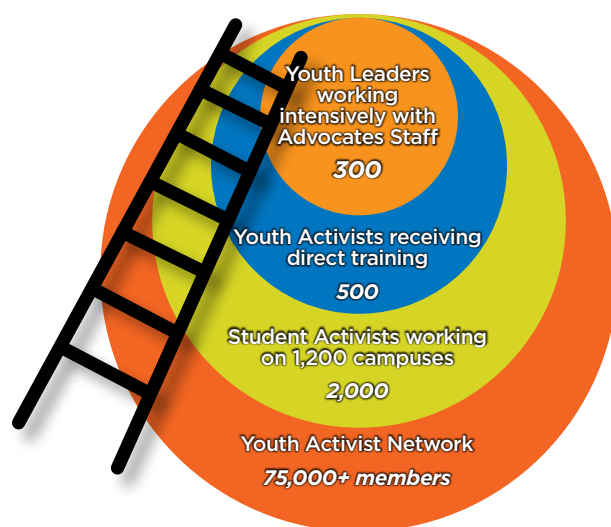 Youth Leaders
working
intensively with
Advocates Staff
300
Youth Activists receiving
direct training
500
Student Activists working
on 1,200 campuses
2,000
Youth Activist Network
75,000+ members